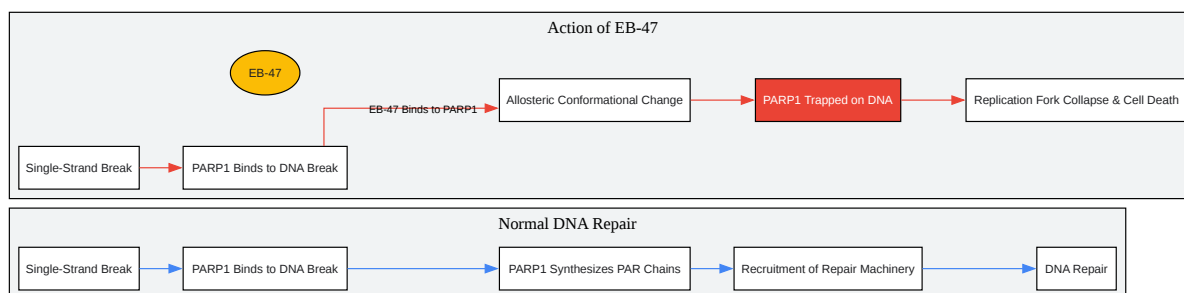 Action of EB-47
EB-47
EB-47 Binds to PARP1
Allosteric Conformational Change
PARP1 Trapped on DNA
Replication Fork Collapse & Cell Death
Single-Strand Break
PARP1 Binds to DNA Break
Normal DNA Repair
Single-Strand Break
PARP1 Binds to DNA Break
PARP1 Synthesizes PAR Chains
Recruitment of Repair Machinery
DNA Repair